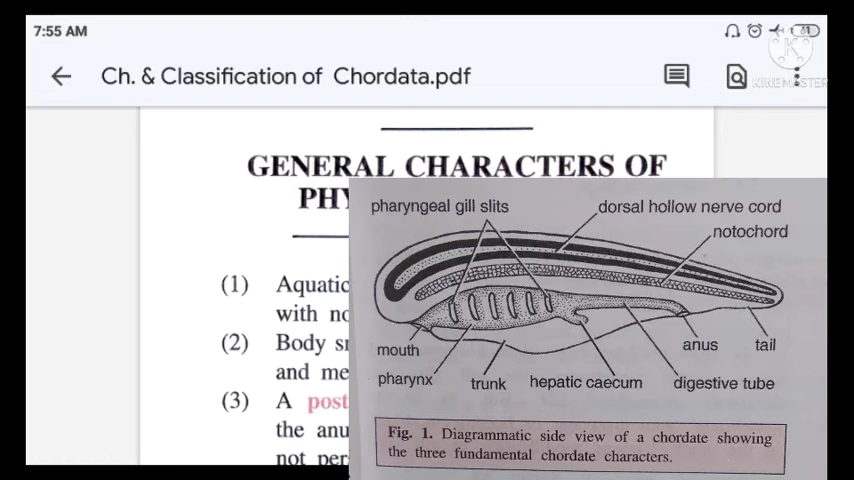 7:55 AM
61
K
KINEMASTER
Ch. & Classification of Chordata.pdf
GENERAL CHARACTERS OF
PHY
(1) Aquatic
with no
(2) Body
and me
(3) A post
the anu
not per
pharyngeal gill slits
dorsal hollow nerve cord
notochord
mouth
pharynx
trunk
hepatic caecum
digestive tube
anus
tail
Fig. 1. Diagrammatic side view of a chordate showing
the three fundamental chordate characters.